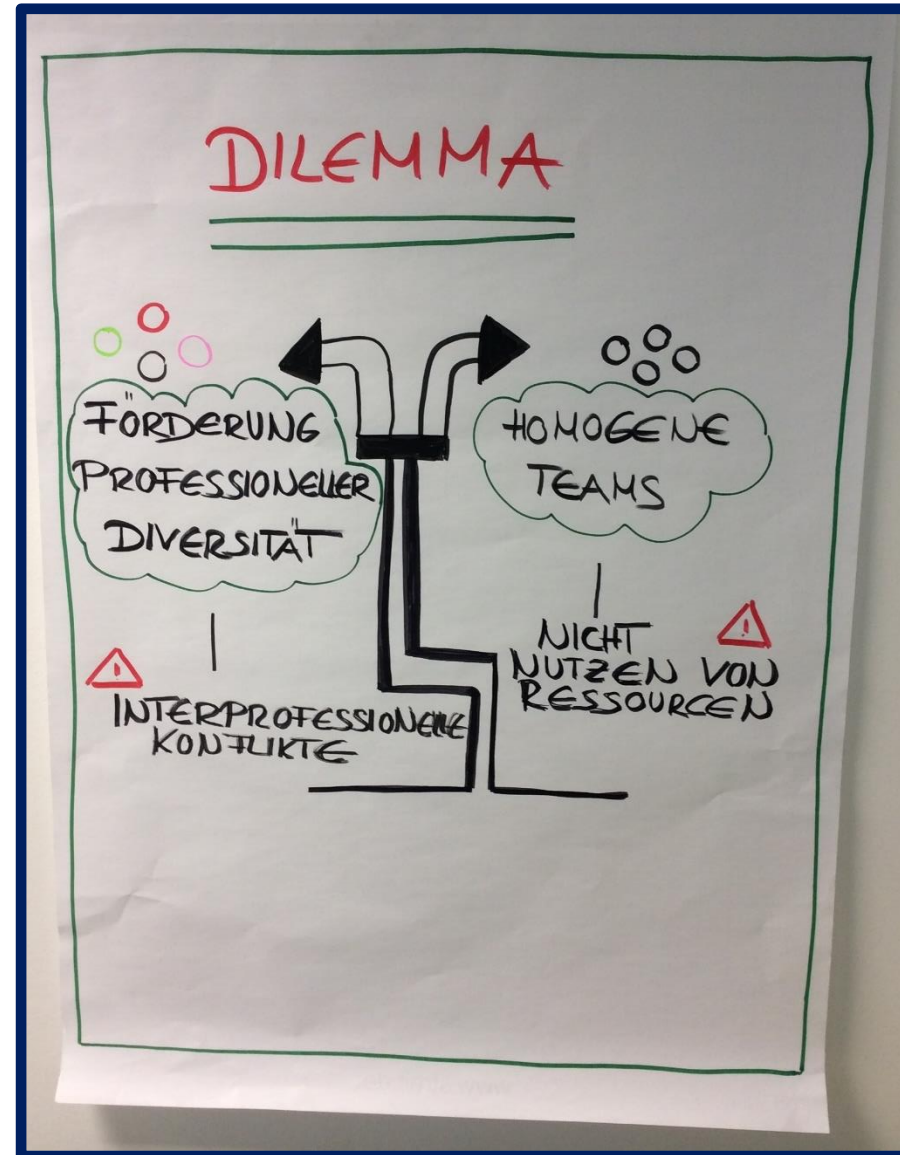 DILEMMA
FÖRDERUNG
PROFESSIONELLER
DIVERSITÄT
INTERPROFESSIONELLE
KONFLIKTE
HOMOGENE
TEAMS
NICHT
NUTZEN VON
RESSOURCEN